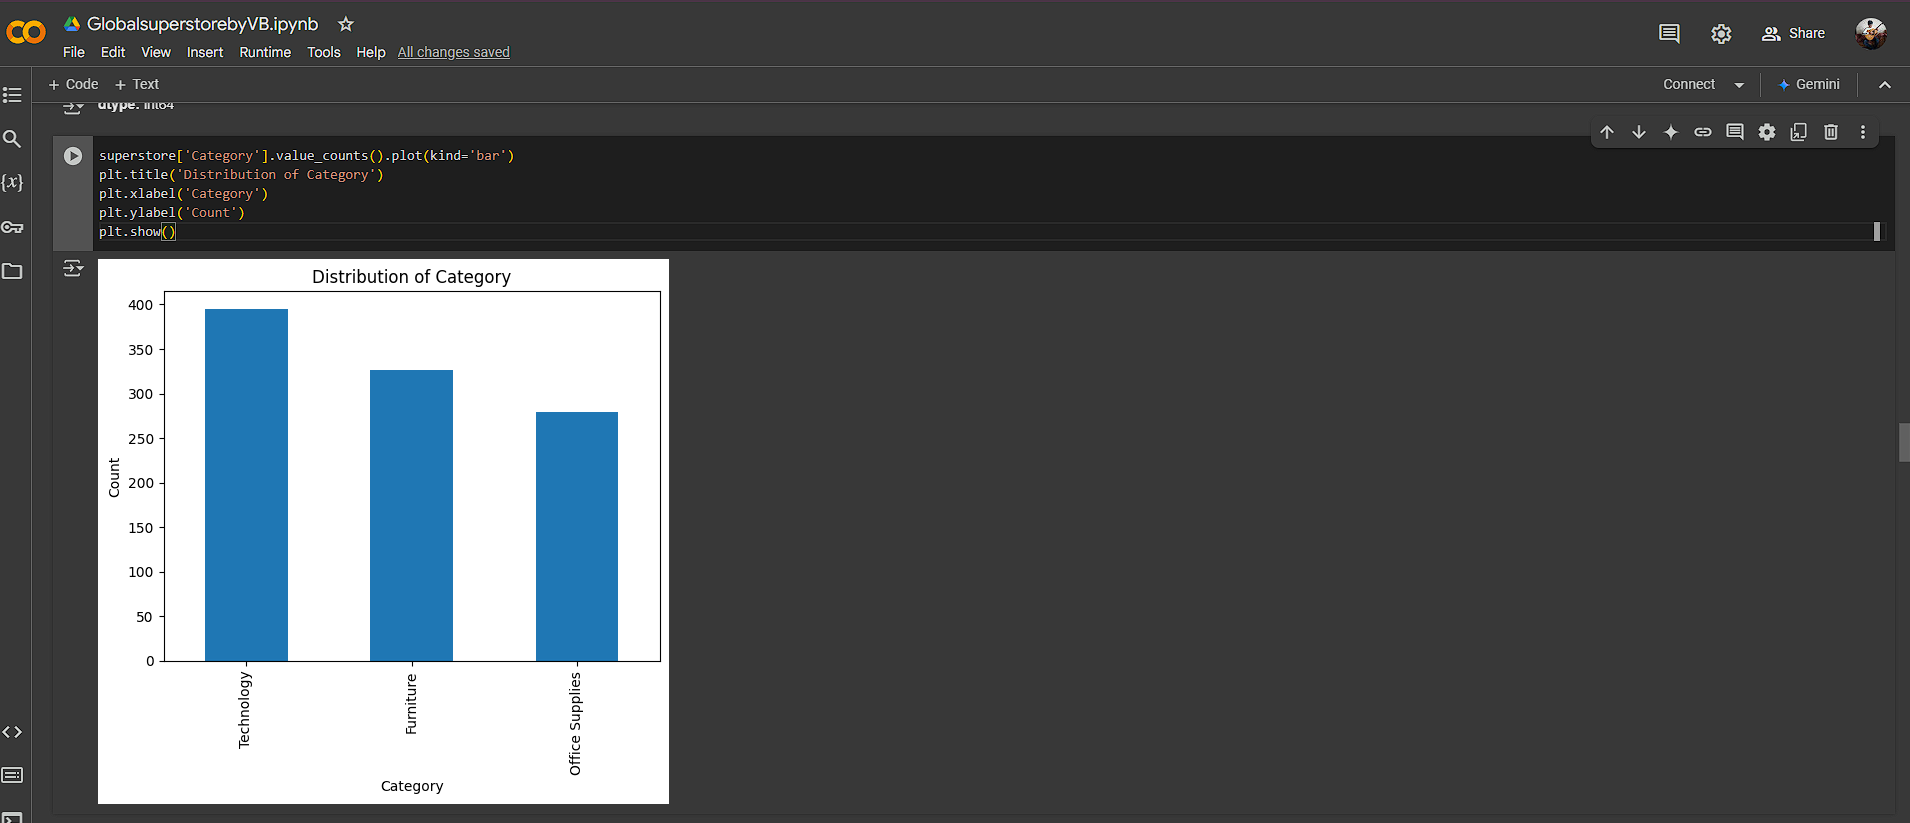 GlobalsuperstorebyVB.ipynb
File Edit View Insert Runtime Tools Help All changes saved
Share
+ Code + Text
Connect
Gemini
dtype: int64
{x}
superstore['Category'].value_counts().plot(kind='bar')
plt.title('Distribution of Category')
plt.xlabel('Category')
plt.ylabel('Count')
plt.show()
Distribution of Category
Count
400
350
300
250
200
150
100
50
0
Technology
Furniture
Office Supplies
Category